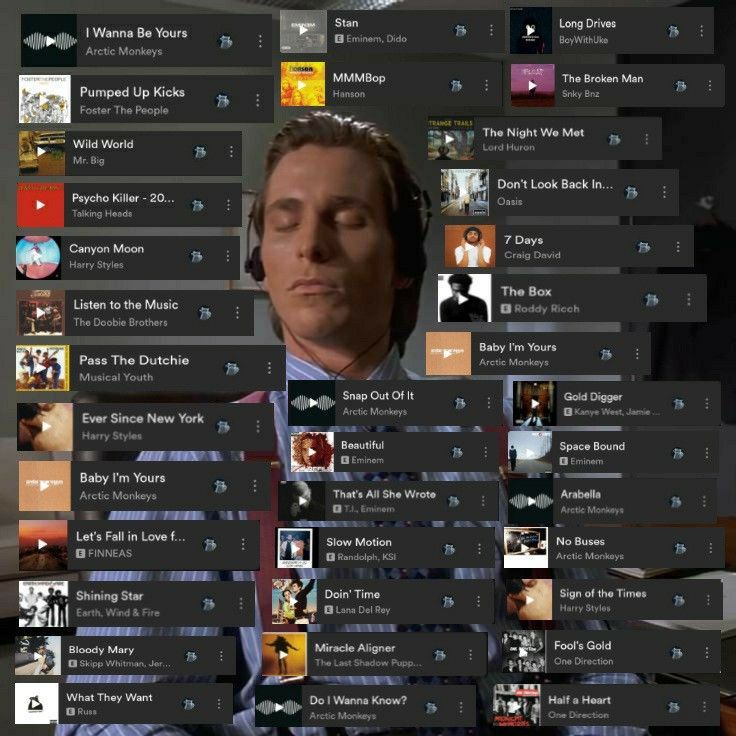 I Wanna Be Yours
Arctic Monkeys
Pumped Up Kicks
Foster The People
Wild World
Mr. Big
Psycho Killer - 20...
Talking Heads
Canyon Moon
Harry Styles
Listen to the Music
The Doobie Brothers
Pass The Dutchie
Musical Youth
Ever Since New York
Harry Styles
Baby I'm Yours
Arctic Monkeys
Let's Fall in Love f...
E FINNEAS
Shining Star
Earth, Wind & Fire
Bloody Mary
E Skipp Whitman, Jer...
What They Want
E Russ
Stan
E Eminem, Dido
MMMBop
Hanson
Snap Out Of It
Arctic Monkeys
Beautiful
E Eminem
That's All She Wrote
E T.I., Eminem
Slow Motion
E Randolph, KSI
Doin' Time
E Lana Del Rey
Miracle Aligner
The Last Shadow Pupp...
Do I Wanna Know?
Arctic Monkeys
Long Drives
BoyWithUke
The Broken Man
Snky Bnz
The Night We Met
Lord Huron
Don't Look Back In...
Oasis
7 Days
Craig David
The Box
E Roddy Ricch
Baby I'm Yours
Arctic Monkeys
Gold Digger
E Kanye West, Jamie ...
Space Bound
E Eminem
Arabella
Arctic Monkeys
No Buses
Arctic Monkeys
Sign of the Times
Harry Styles
Fool's Gold
One Direction
Half a Heart
One Direction